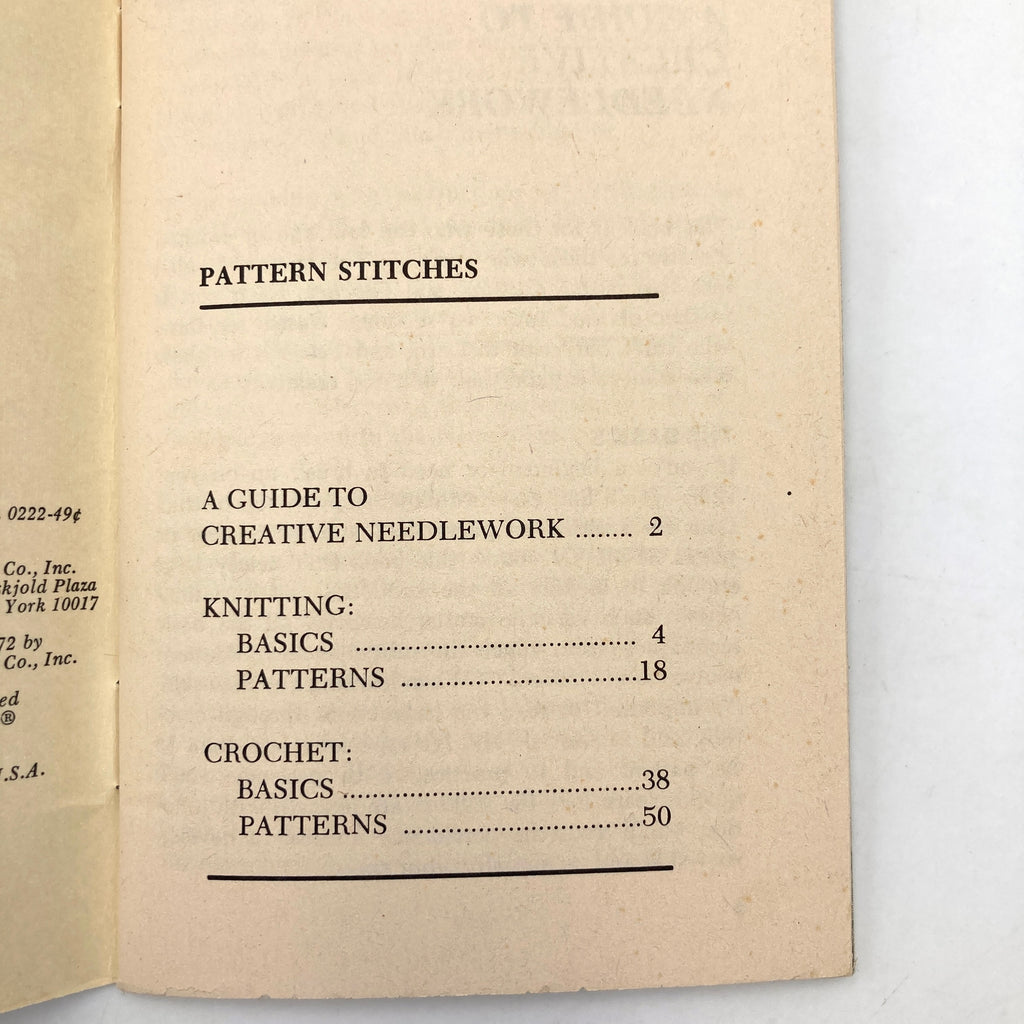 0222-49¢
Co., Inc.
kjold Plaza
York 10017
72 by
Co., Inc.
ed
®
.S.A.
PATTERN STITCHES
A GUIDE TO
CREATIVE NEEDLEWORK ........ 2
KNITTING:
BASICS ........................................ 4
PATTERNS ..................................18
CROCHET:
BASICS ..........................................38
PATTERNS ..................................50